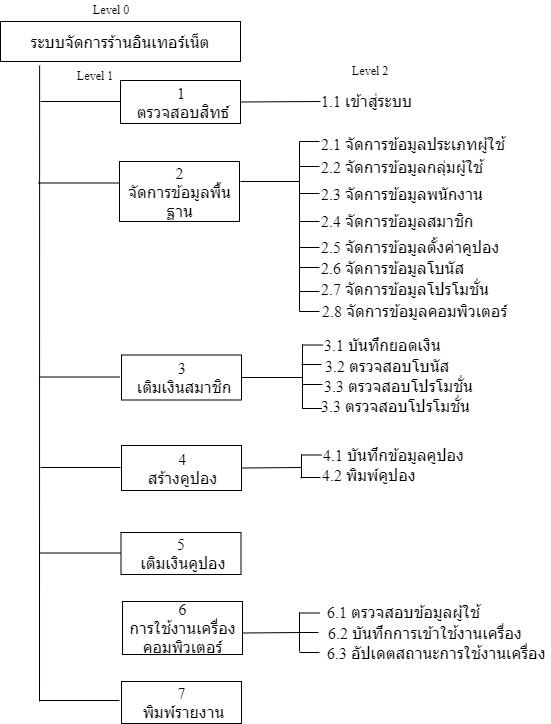 Level 0
ระบบจัดการร้านอินเทอร์เน็ต
Level 1
Level 2
1
ตรวจสอบสิทธ์
1.1 เข้าสู่ระบบ
2
จัดการข้อมูลพื้น
ฐาน
2.1 จัดการข้อมูลประเภทผู้ใช้
2.2 จัดการข้อมูลกลุ่มผู้ใช้
2.3 จัดการข้อมูลพนักงาน
2.4 จัดการข้อมูลสมาชิก
2.5 จัดการข้อมูลตั้งค่าคูปอง
2.6 จัดการข้อมูลโบนัส
2.7 จัดการข้อมูลโปรโมชั่น
2.8 จัดการข้อมูลคอมพิวเตอร์
3
เติมเงินสมาชิก
3.1 บันทึกยอดเงิน
3.2 ตรวจสอบโบนัส
3.3 ตรวจสอบโปรโมชั่น
3.3 ตรวจสอบโปรโมชั่น
4
สร้างคูปอง
4.1 บันทึกข้อมูลคูปอง
4.2 พิมพ์คูปอง
5
เติมเงินคูปอง
6
การใช้งานเครื่อง
คอมพิวเตอร์
6.1 ตรวจสอบข้อมูลผู้ใช้
6.2 บันทึกการเข้าใช้งานเครื่อง
6.3 อัปเดตสถานะการใช้งานเครื่อง
7
พิมพ์รายงาน